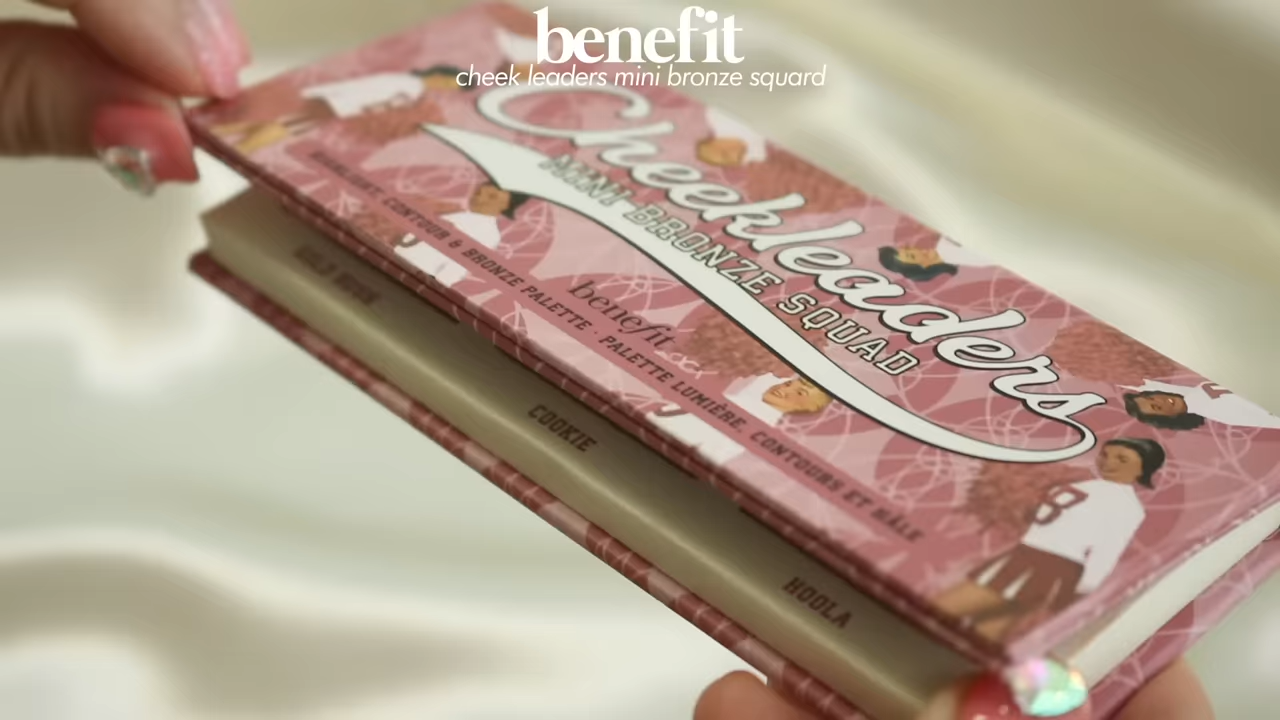 benefit
cheek leaders mini bronze squard
Cheekleaders
MINI BRONZE SQUAD
benefit
HIGHLIGHT, CONTOUR & BRONZE PALETTE · PALETTE LUMIÈRE, CONTOURS ET HÂLE
COOKIE
HOOLA
B